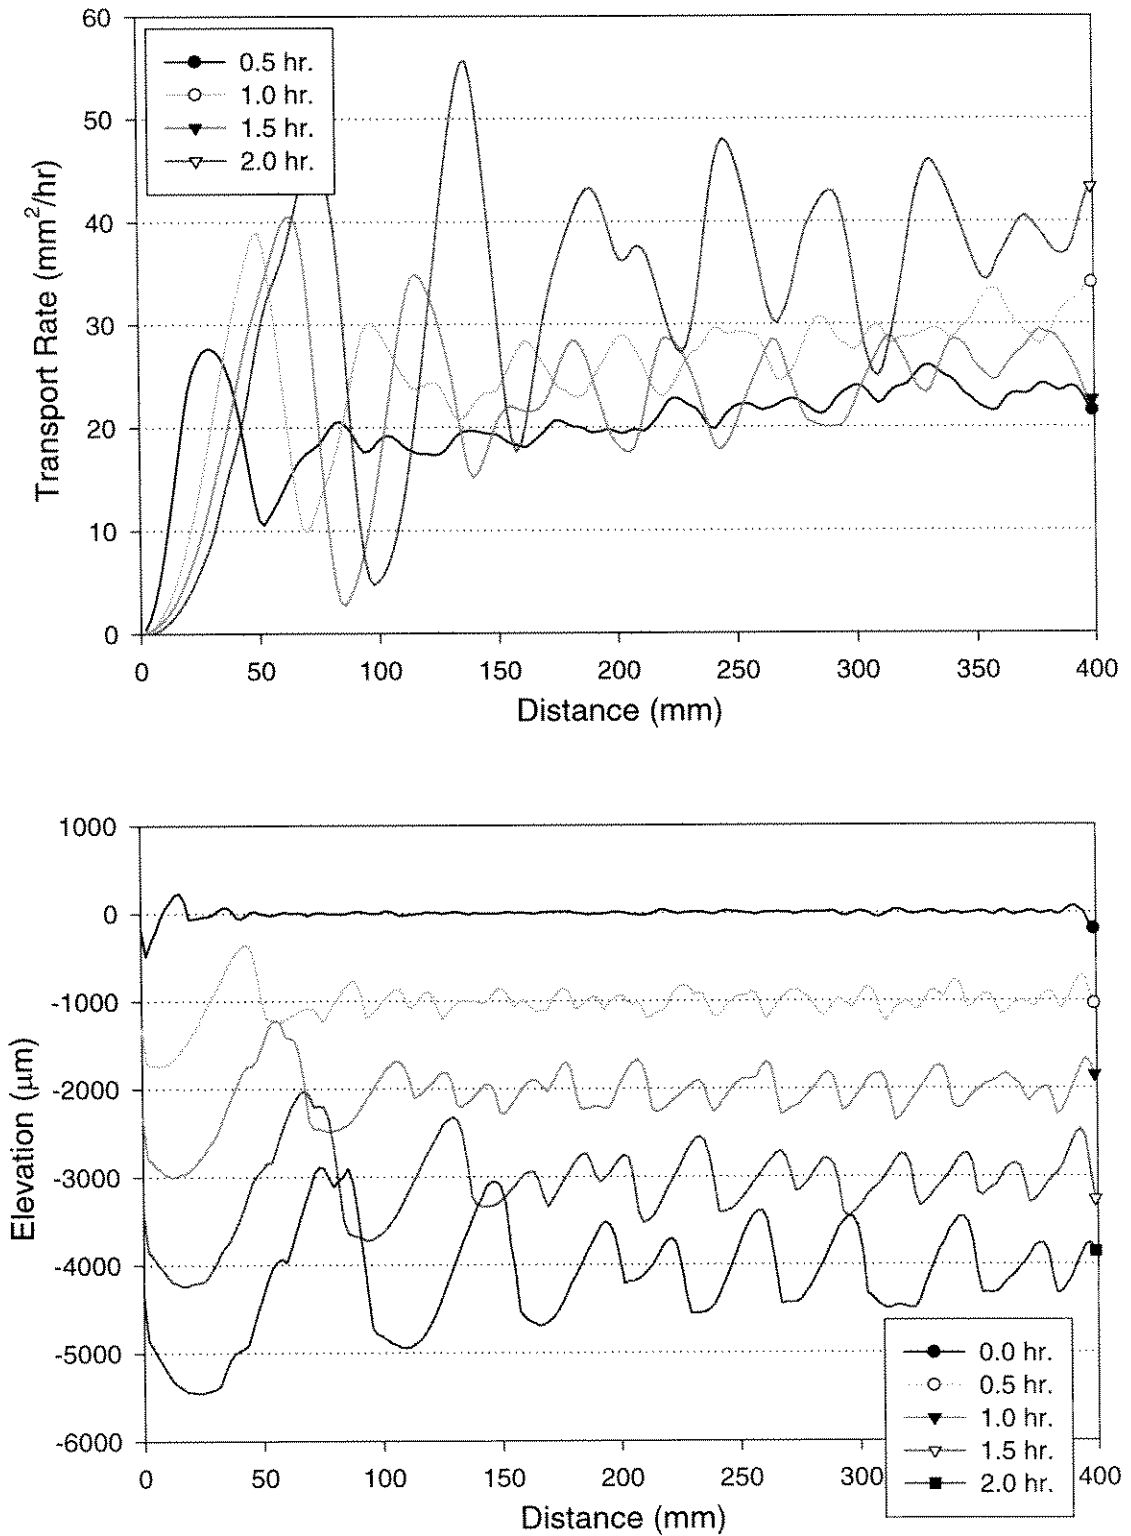 60
50
40
30
20
10
0
Transport Rate (mm²/hr)
0.5 hr.
1.0 hr.
1.5 hr.
2.0 hr.
0 50 100 150 200 250 300 350 400
Distance (mm)
1000
0
-1000
-2000
-3000
-4000
-5000
-6000
Elevation (µm)
0.0 hr.
0.5 hr.
1.0 hr.
1.5 hr.
2.0 hr.
0 50 100 150 200 250 300 400
Distance (mm)